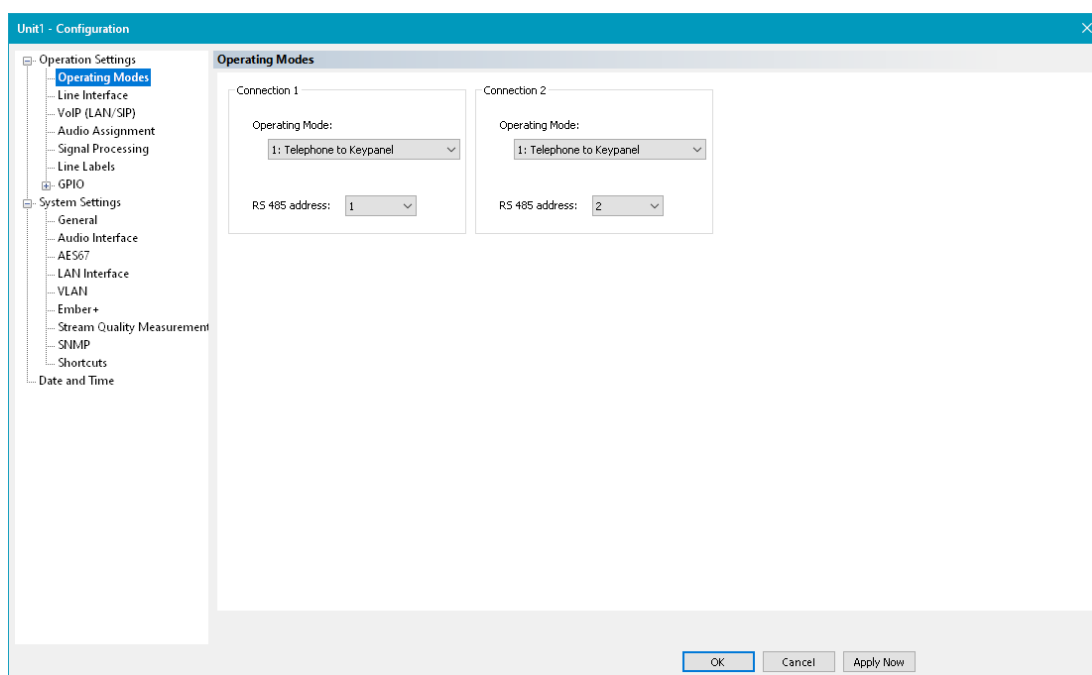 Unit1 - Configuration
Operation Settings
Operating Modes
Line Interface
VoIP (LAN/SIP)
Audio Assignment
Signal Processing
Line Labels
GPIO
System Settings
General
Audio Interface
AES67
LAN Interface
VLAN
Ember+
Stream Quality Measurement
SNMP
Shortcuts
Date and Time
Operating Modes
Connection 1
Operating Mode:
1: Telephone to Keypanel
RS 485 address: 1
Connection 2
Operating Mode:
1: Telephone to Keypanel
RS 485 address: 2
OK Cancel Apply Now